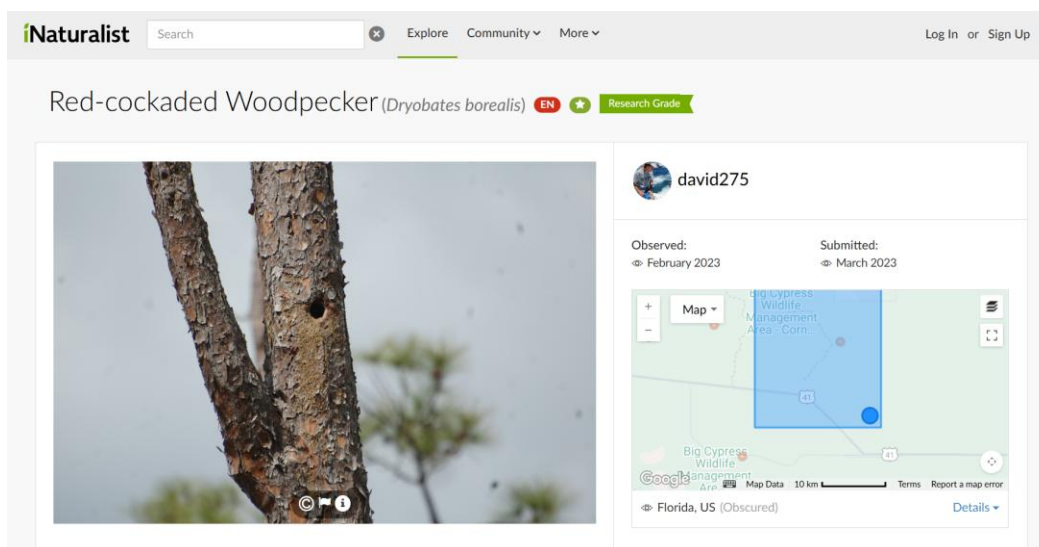 iNaturalist Search Explore Community More Log In or Sign Up
Red-cockaded Woodpecker (Dryobates borealis) EN Research Grade
david275
Observed: Submitted:
February 2023 March 2023
+ Map
-
Big Cypress
Wildlife
Management
Area - Corn...
41
Big Cypress
Wildlife
Management
Are
41
Google Map Data 10 km Terms Report a map error
Florida, US (Obscured) Details